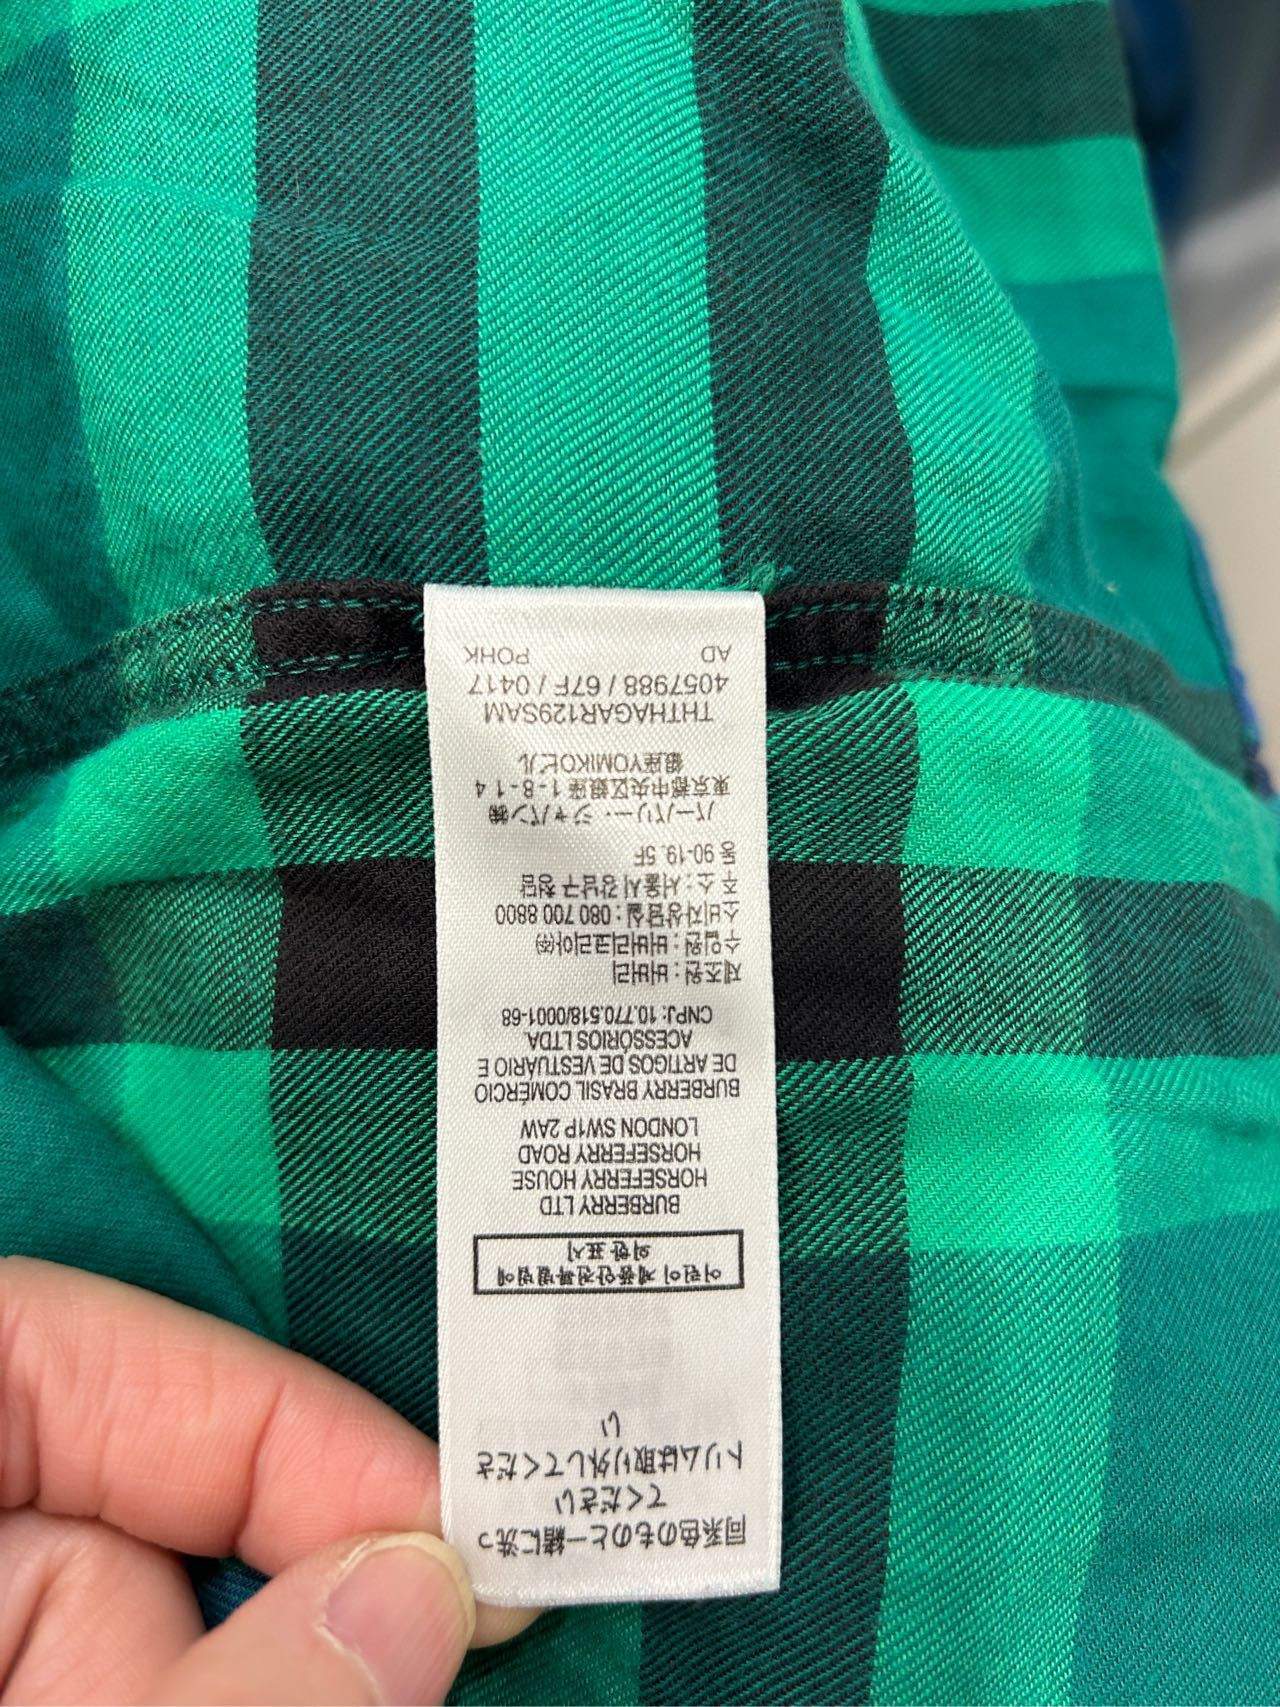 同系色のものと一緒に洗っ
てください
トリムは取り外してくださ
い
어린이 제품안전특별법에
의한 표시
BURBERRY LTD
HORSEFERRY HOUSE
HORSEFERRY ROAD
LONDON SW1P 2AW
BURBERRY BRASIL COMÉRCIO
DE ARTIGOS DE VESTUÁRIO E
ACESSÓRIOS LTDA
CNPJ: 10.770.518/0001-68
제조원 : 버버리
수입원 : 버버리코리아㈜
소비자상담실 : 080 700 8800
주 소 : 서울시 강남구 청담
동 90-19. 5F
バーバリー・ジャパン㈱
東京都中央区銀座 1 - 8 - 1 4
銀座YOMIKOビル
THTHAGAR129SAM
4057988 / 67F / 0417
AD POHK